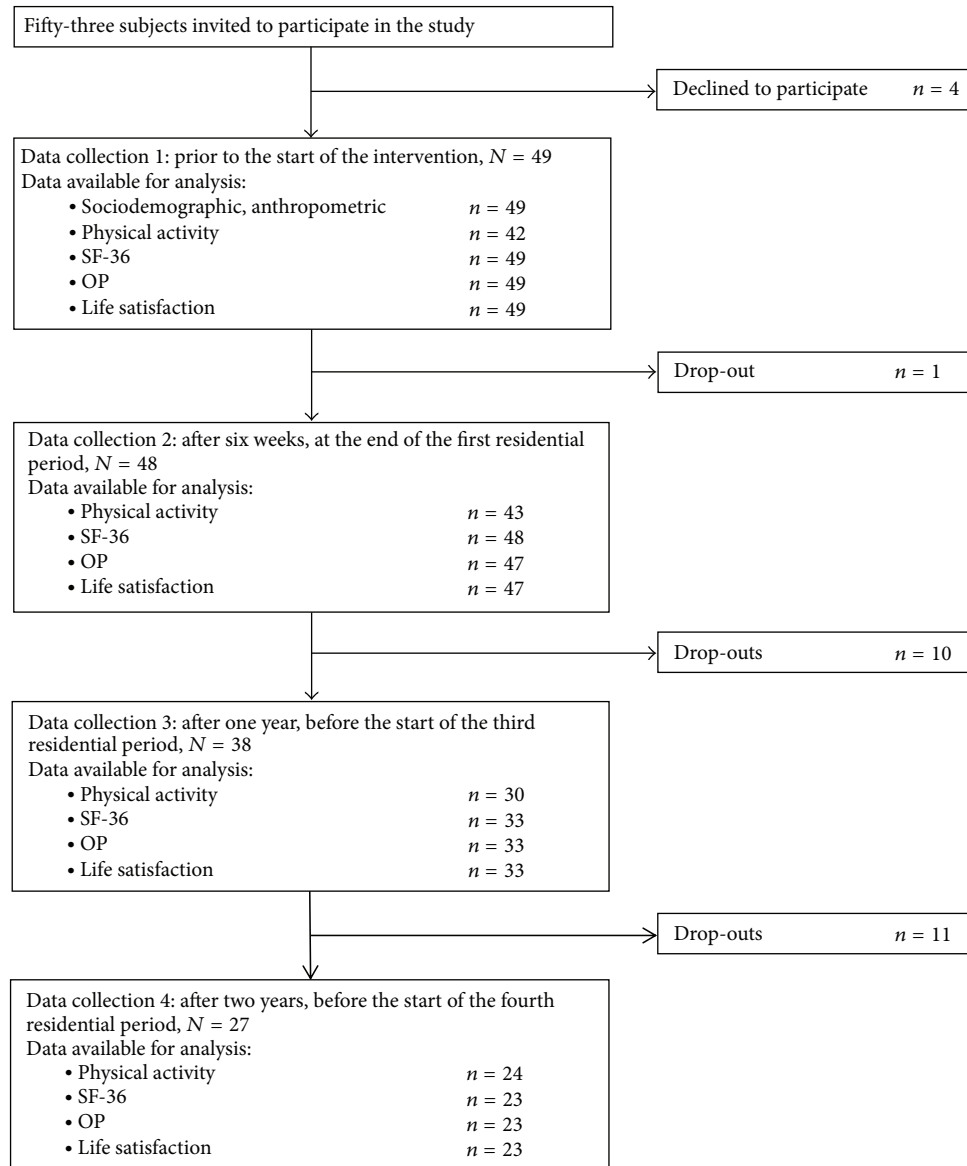 Fifty-three subjects invited to participate in the study
Declined to participate n = 4
Data collection 1: prior to the start of the intervention, N = 49
Data available for analysis:
• Sociodemographic, anthropometric n = 49
• Physical activity n = 42
• SF-36 n = 49
• OP n = 49
• Life satisfaction n = 49
Drop-out n = 1
Data collection 2: after six weeks, at the end of the first residential
period, N = 48
Data available for analysis:
• Physical activity n = 43
• SF-36 n = 48
• OP n = 47
• Life satisfaction n = 47
Drop-outs n = 10
Data collection 3: after one year, before the start of the third
residential period, N = 38
Data available for analysis:
• Physical activity n = 30
• SF-36 n = 33
• OP n = 33
• Life satisfaction n = 33
Drop-outs n = 11
Data collection 4: after two years, before the start of the fourth
residential period, N = 27
Data available for analysis:
• Physical activity n = 24
• SF-36 n = 23
• OP n = 23
• Life satisfaction n = 23